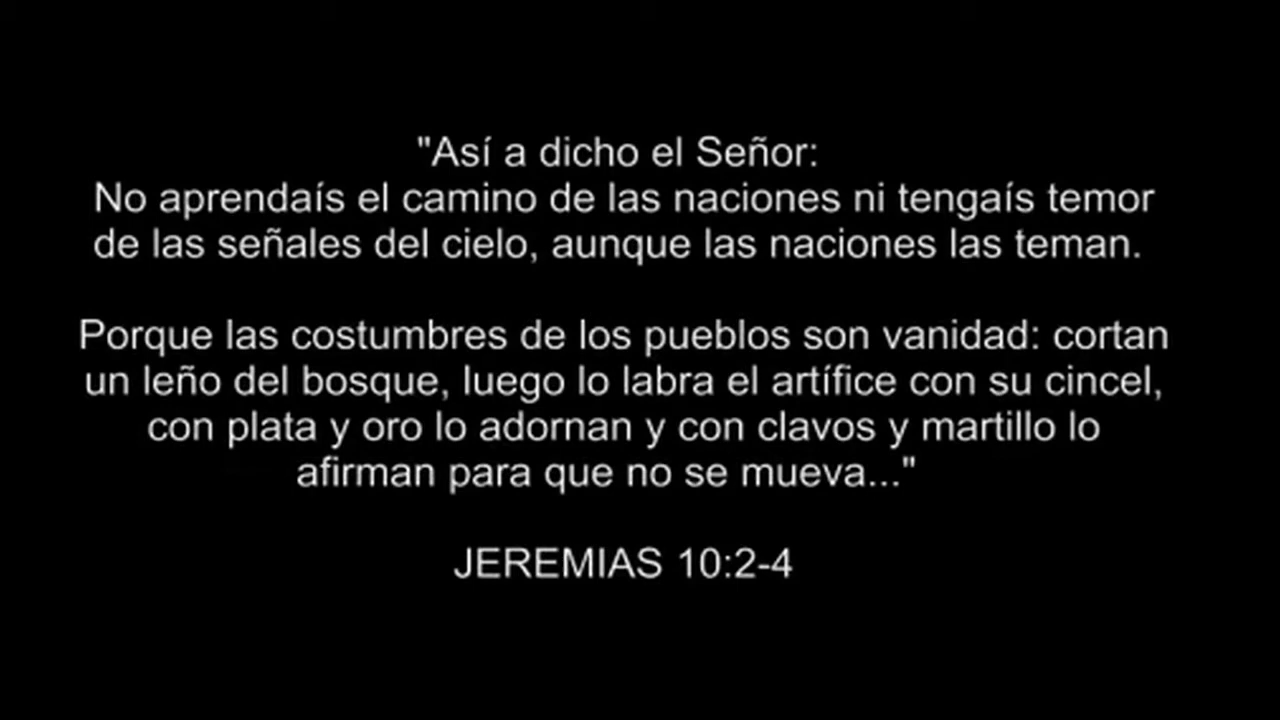 "Así a dicho el Señor:
No aprendaís el camino de las naciones ni tengaís temor
de las señales del cielo, aunque las naciones las teman.
Porque las costumbres de los pueblos son vanidad: cortan
un leño del bosque, luego lo labra el artífice con su cincel,
con plata y oro lo adornan y con clavos y martillo lo
afirman para que no se mueva..."
JEREMIAS 10:2-4